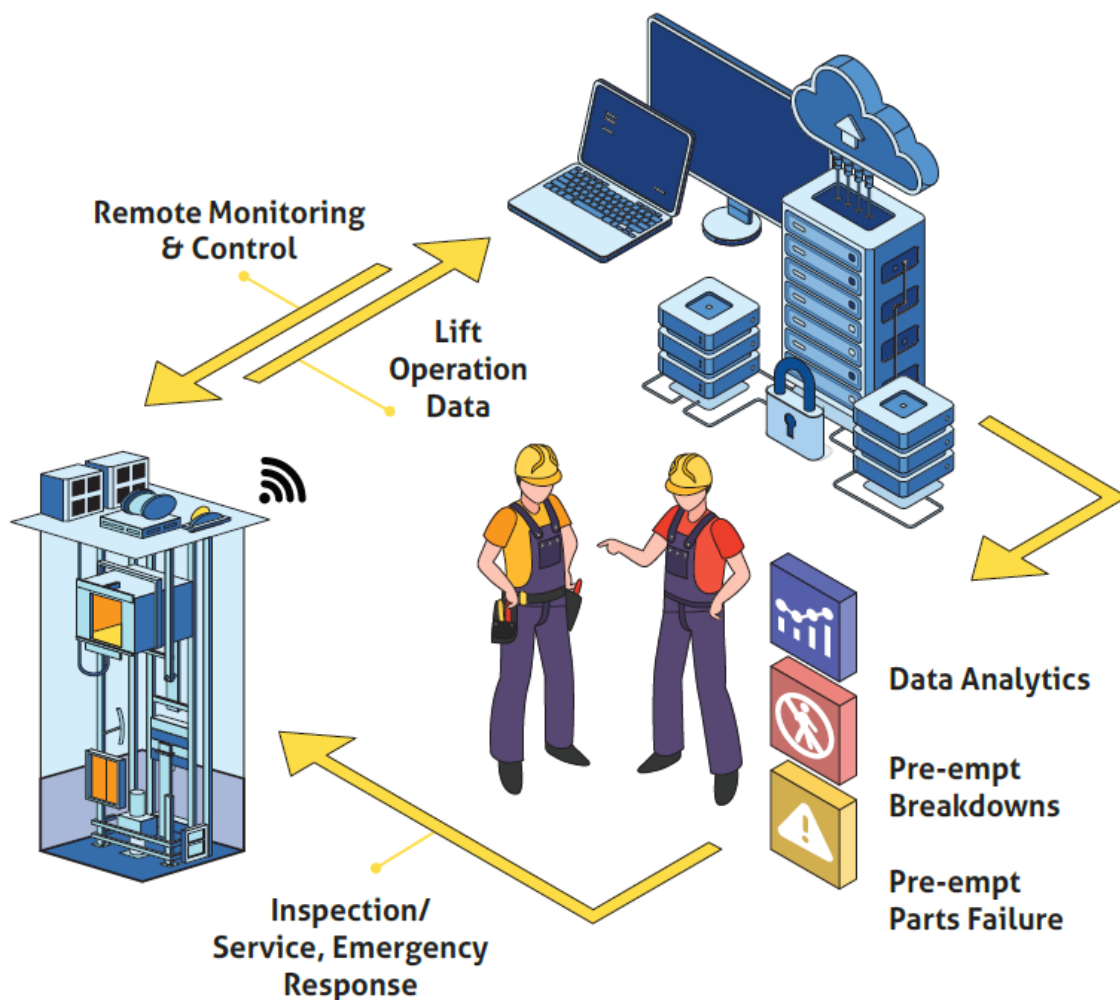 Remote Monitoring
& Control
Lift
Operation
Data
Data Analytics
Pre-empt
Breakdowns
Pre-empt
Parts Failure
Inspection/
Service, Emergency
Response